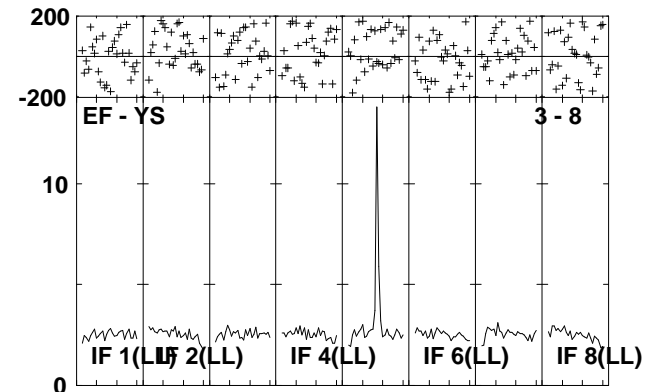 200
-200
EF - YS 3 - 8
10
IF 1(LL) IF 2(LL) IF 4(LL) IF 6(LL) IF 8(LL)
0